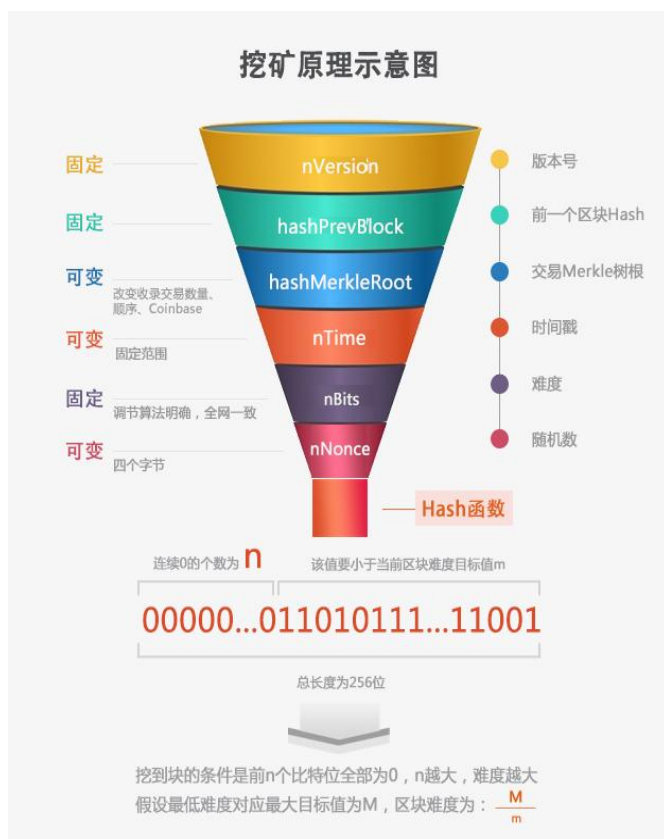 挖矿原理示意图
固定 nVersion 版本号
固定 hashPrevBlock 前一个区块Hash
可变 hashMerkleRoot 交易Merkle树根
改变收录交易数量、
顺序、Coinbase
可变 nTime 时间戳
固定范围
固定 nBits 难度
调节算法明确，全网一致
可变 nNonce 随机数
四个字节
Hash函数
连续0的个数为 n 该值要小于当前区块难度目标值m
00000...011010111...11001
总长度为256位
挖到块的条件是前n个比特位全部为0，n越大，难度越大
假设最低难度对应最大目标值为M，区块难度为： M
m